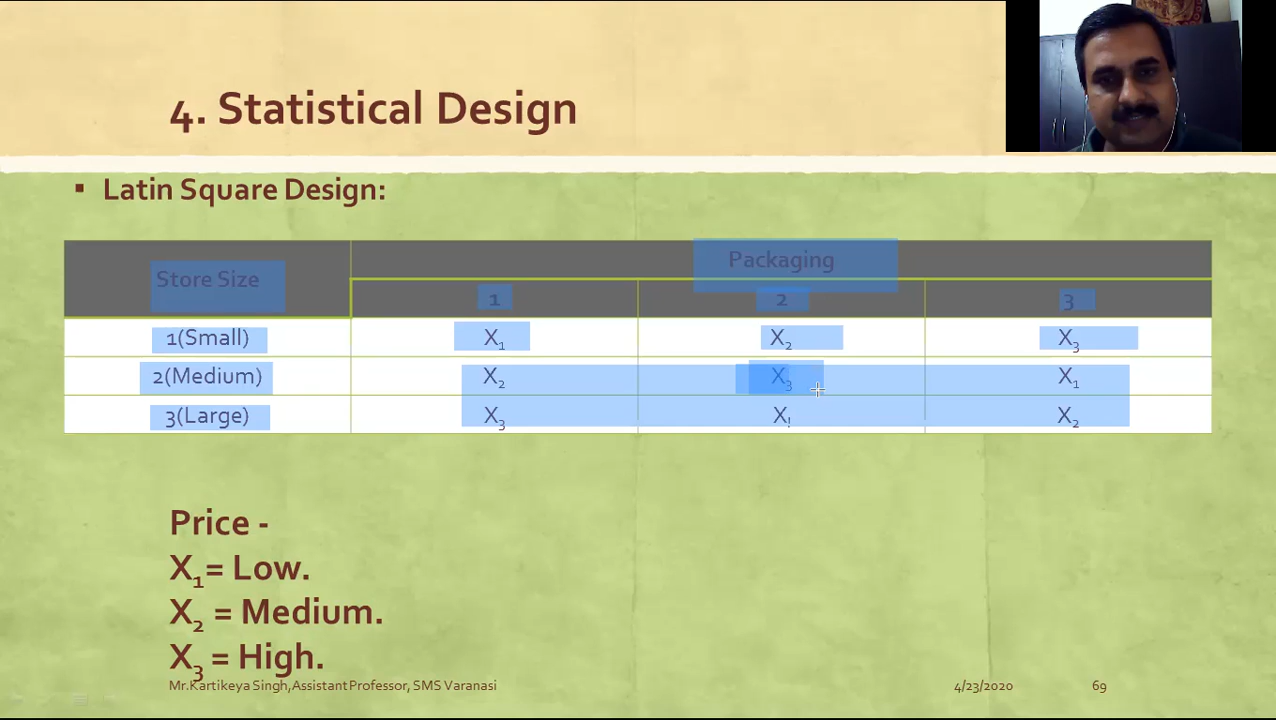 4. Statistical Design
▪ Latin Square Design:
Store Size Packaging
1 2 3
1(Small) X₁ X₂ X₃
2(Medium) X₂ X₃ X₁
3(Large) X₃ X! X₂
Price -
X₁= Low.
X₂ = Medium.
X₃ = High.
Mr.Kartikeya Singh,Assistant Professor, SMS Varanasi 4/23/2020 69